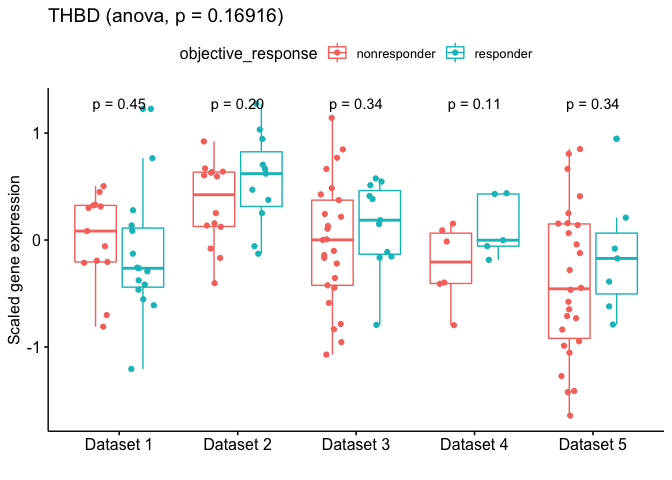 THBD (anova, p = 0.16916)
objective_response nonresponder responder
p = 0.45 p = 0.20 p = 0.34 p = 0.11 p = 0.34
1
0
-1
Scaled gene expression
Dataset 1 Dataset 2 Dataset 3 Dataset 4 Dataset 5